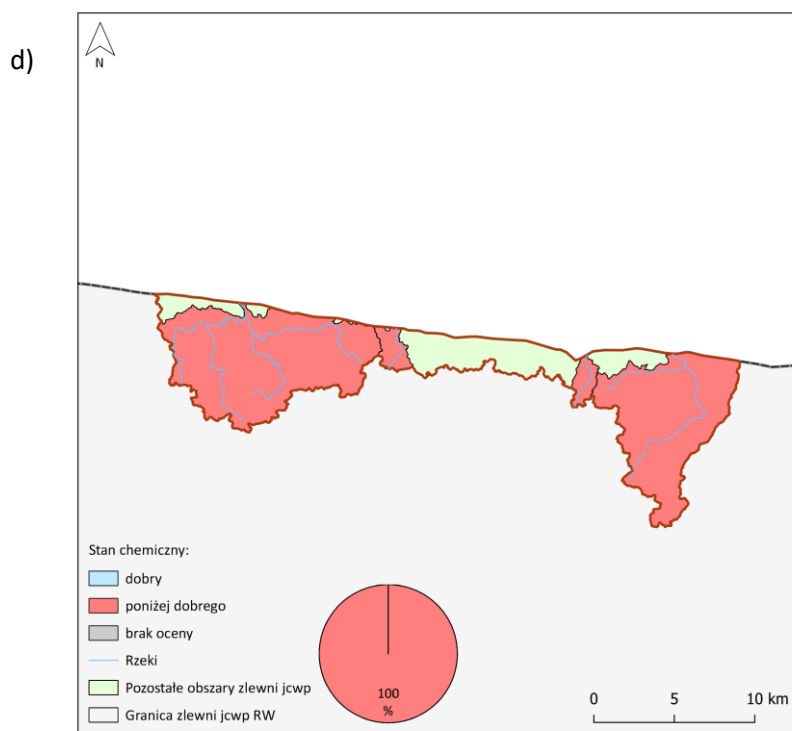 d)
N
Stan chemiczny:
dobry
poniżej dobrego
brak oceny
Rzeki
Pozostałe obszary zlewni jcwp
Granica zlewni jcwp RW
100
%
0 5 10 km